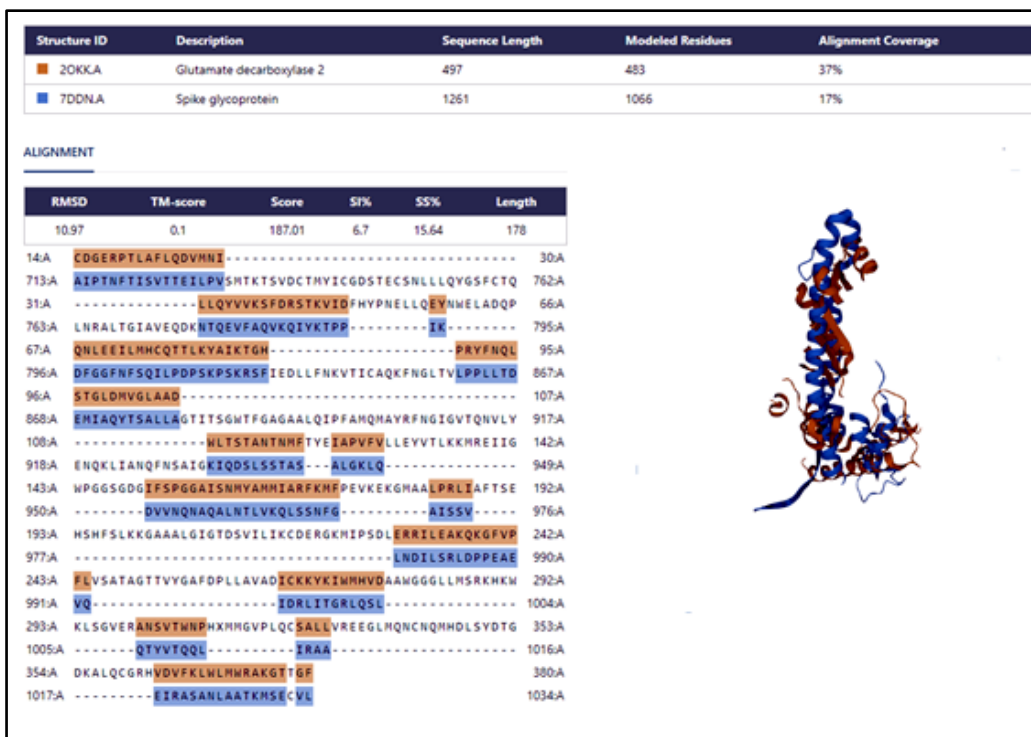 Structure ID Description Sequence Length Modeled Residues Alignment Coverage
2OKK.A Glutamate decarboxylase 2 497 483 37%
7DDN.A Spike glycoprotein 1261 1066 17%
ALIGNMENT
RMSD TM-score Score SI% SS% Length
10.97 0.1 187.01 6.7 15.64 178
14:A CDGERPTLAFLQDVMNI--------------------------------- 30:A
713:A AIPTNFTISVTTEILPVSMTKTSVDCTMYICGDSTECSNLLLQYGSFCTQ 762:A
31:A --------------LLQYVVKSFDRSTKVIDFHYPNELLQEYNWELADQP 66:A
763:A LNRALTGIAVEQDKNTQEVFAQVKQIYKTPP---------IK-------- 795:A
67:A QNLEEILMHCQTTLKYAIKTGH---------------------PRYFNQL 95:A
796:A DFGGFNFSQILPDPSKPSKRSFIEDLLFNKVTICAQKFNGLTVLPPLLTD 867:A
96:A STGLDMVGLAAD-------------------------------------- 107:A
868:A EMIAQYTSALLAGTITSGWTFGAGAALQIPFAMQMAYRFNGIGVTQNVLY 917:A
108:A ---------------WLTSTANTNMFTYEIAPVFVLLEYVTLKKMREIIG 142:A
918:A ENQKLIANQFNSAIGKIQDSLSSTAS---ALGKLQ--------------- 949:A
143:A WPGGSGDGIFSPGGAISNMYAMMIARFKMFPEVKEKGMAALPRLIAFTSE 192:A
950:A --------DVVNQNAQALNTLVKQLSSNFG----------AISSV----- 976:A
193:A HSHFSLKKGAAALGIGTDSVILIKCDERGKMIPSDLERRILEAKQKGFVP 242:A
977:A ------------------------------------LNDILSRLDPPEAE 990:A
243:A FLVSATAGTTVYGAFDPLLAVADICKKYKIWMHVDAAWGGGLLMSRKHKW 292:A
991:A VQ---------------------IDRLITGRLQSL--------------- 1004:A
293:A KLSGVERANSVTWNPHXMMGVPLQCSALLVREEGLMQNCNQMHDLSYDTG 353:A
1005:A -------QTYVTQQL----------IRAA--------------------- 1016:A
354:A DKALQCGRHVDVFKLWLMWRAKGTTGF 380:A
1017:A ---------EIRASANLAATKMSECVL 1034:A